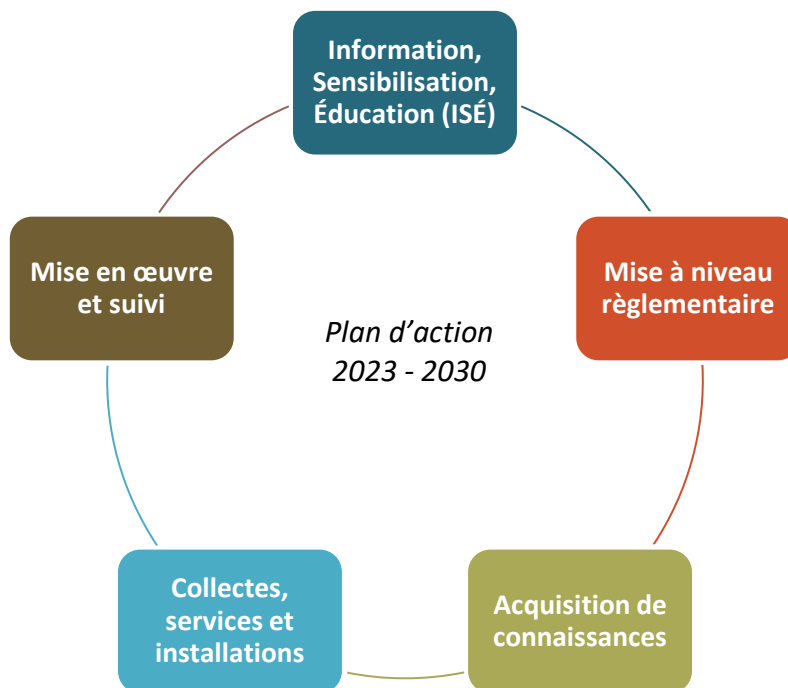 Information,
Sensibilisation,
Éducation (ISÉ)
Mise à niveau
règlementaire
Acquisition de
connaissances
Collectes,
services et
installations
Mise en œuvre
et suivi
Plan d’action
2023 - 2030